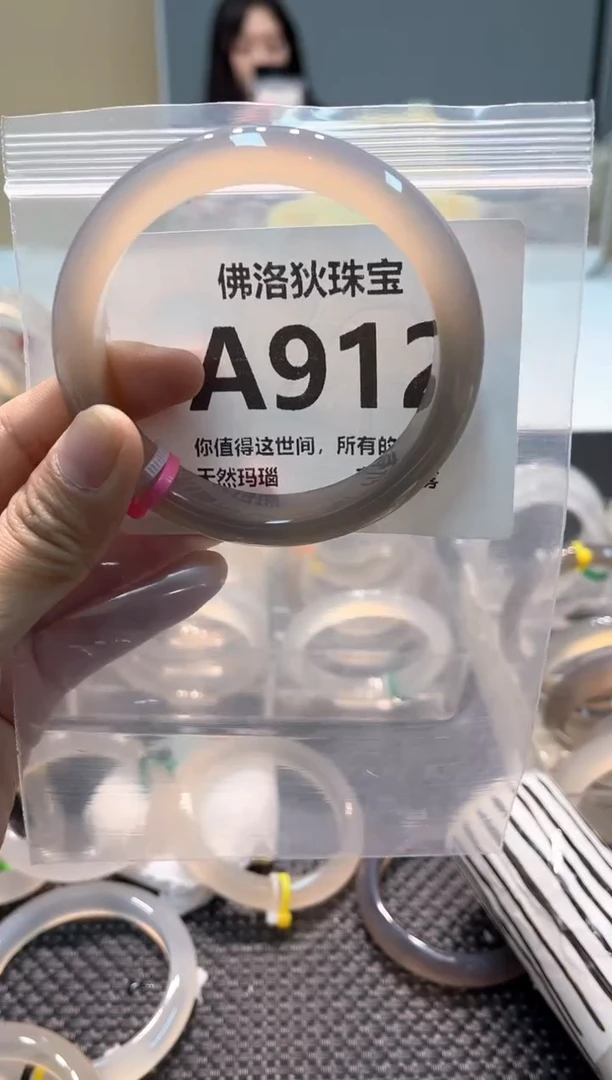 佛洛狄珠宝
A912
你值得这世间，所有的
天然玛瑙